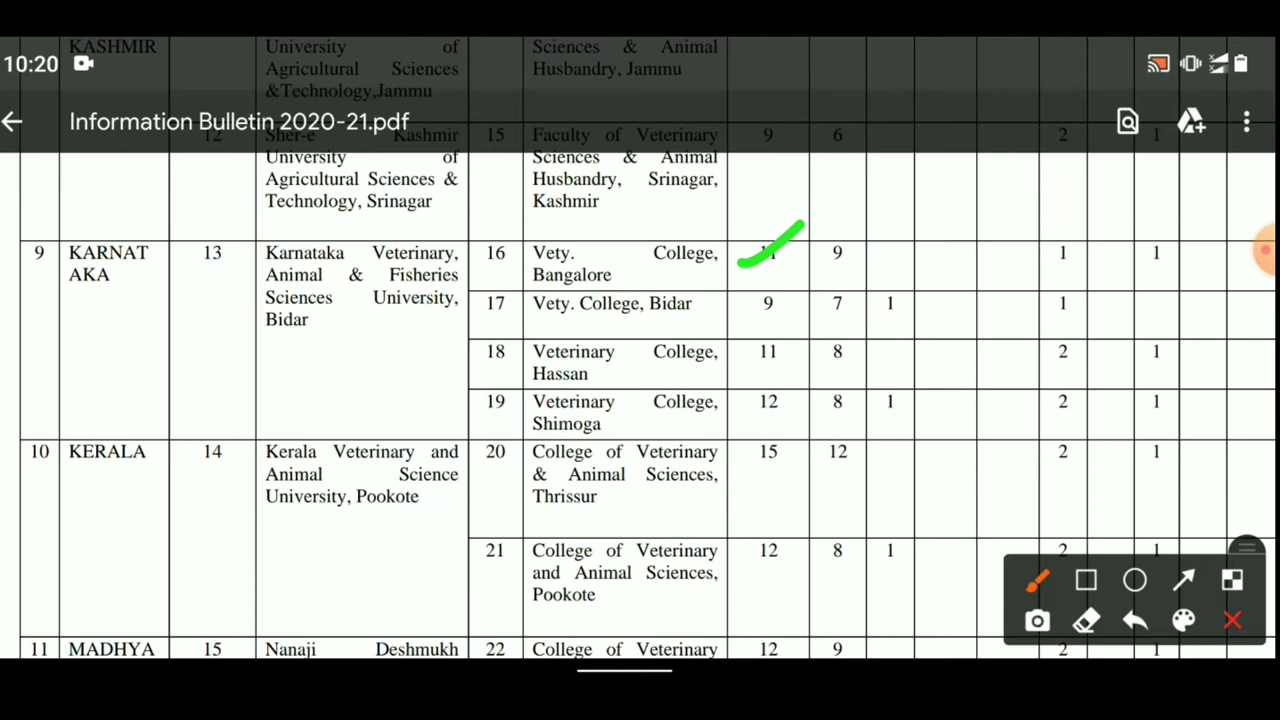 KASHMIR University of Sciences & Animal
10:20
Agricultural Sciences Husbandry, Jammu
&Technology,Jammu
Information Bulletin 2020-21.pdf
12 Sher-e Kashmir 15 Faculty of Veterinary 9 6 2 1
University of Sciences & Animal
Agricultural Sciences & Husbandry, Srinagar,
Technology, Srinagar Kashmir
9 KARNAT 13 Karnataka Veterinary, 16 Vety. College, 9 1 1
AKA Animal & Fisheries Bangalore
Sciences University, 17 Vety. College, Bidar 9 7 1 1
Bidar
18 Veterinary College, 11 8 2 1
Hassan
19 Veterinary College, 12 8 1 2 1
Shimoga
10 KERALA 14 Kerala Veterinary and 20 College of Veterinary 15 12 2 1
Animal Science & Animal Sciences,
University, Pookote Thrissur
21 College of Veterinary 12 8 1 2 1
and Animal Sciences,
Pookote
11 MADHYA 15 Nanaji Deshmukh 22 College of Veterinary 12 9 2 1